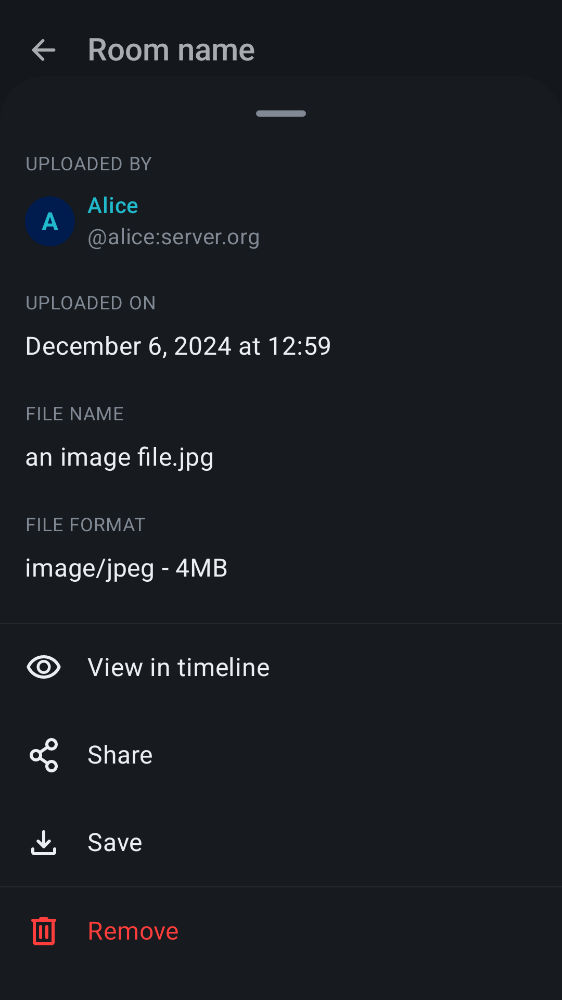 Room name
UPLOADED BY
A
Alice
@alice:server.org
UPLOADED ON
December 6, 2024 at 12:59
FILE NAME
an image file.jpg
FILE FORMAT
image/jpeg - 4MB
View in timeline
Share
Save
Remove